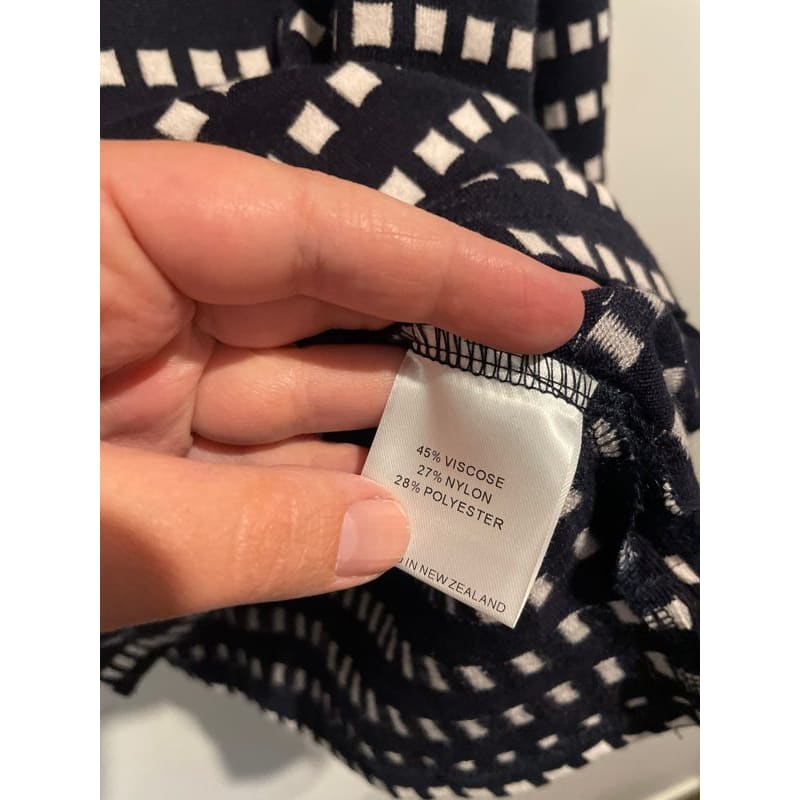 45% VISCOSE
27% NYLON
28% POLYESTER
IN NEW ZEALAND